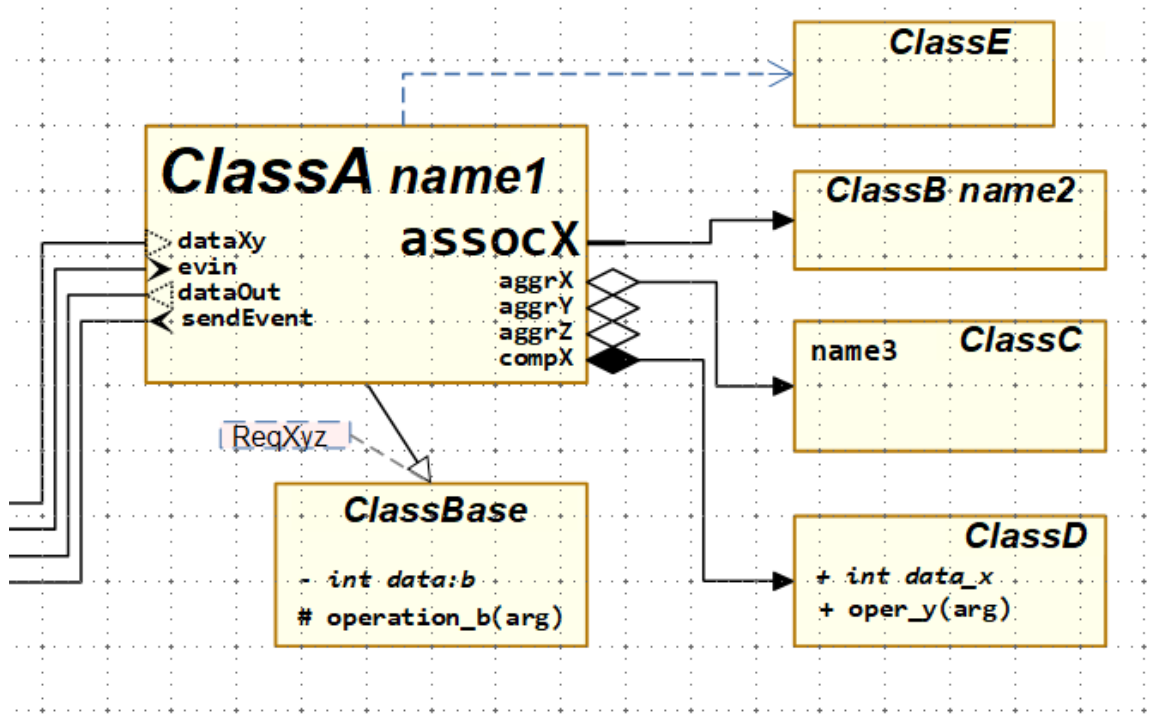 ClassE
ClassA name1
ClassB name2
assocX
dataXy
evin
dataOut
sendEvent
aggrX
aggrY
aggrZ
compX
name3 ClassC
ReqXyz
ClassBase
- int data:b
# operation_b(arg)
ClassD
+ int data_x
+ oper_y(arg)